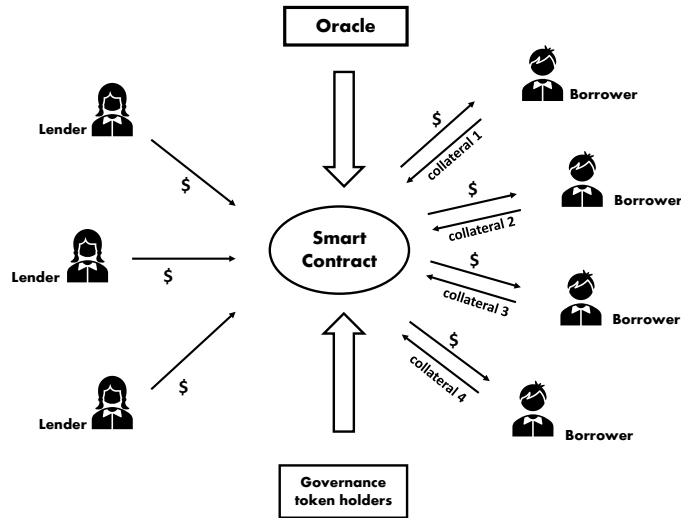 Oracle
Lender
$
Lender
$
Lender
$
Smart
Contract
$
collateral 1
Borrower
$
collateral 2
Borrower
$
collateral 3
Borrower
$
collateral 4
Borrower
Governance
token holders